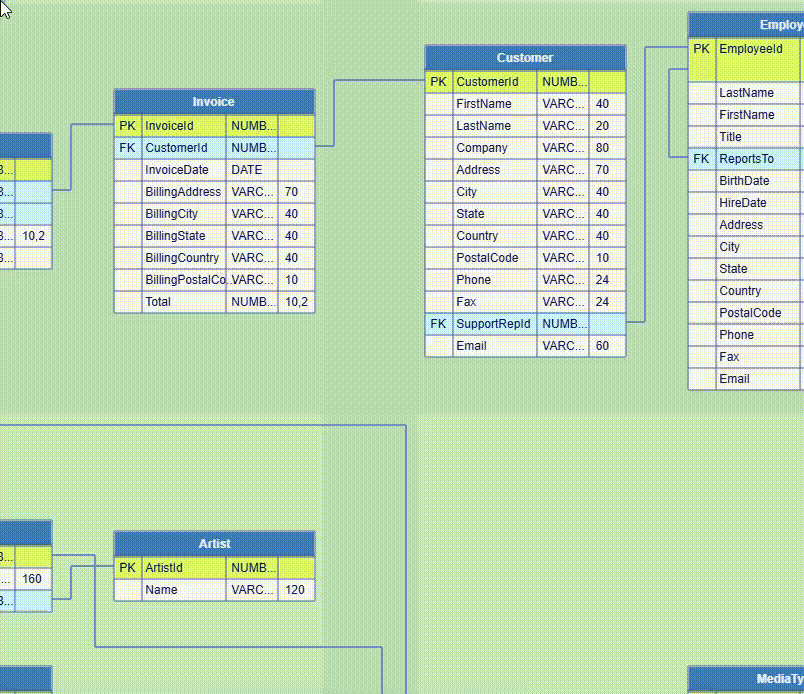 Invoice
PK InvoiceId NUMB...
FK CustomerId NUMB...
InvoiceDate DATE
BillingAddress VARC... 70
BillingCity VARC... 40
BillingState VARC... 40
BillingCountry VARC... 40
BillingPostalCo... VARC... 10
Total NUMB... 10,2
Customer
PK CustomerId NUMB...
FirstName VARC... 40
LastName VARC... 20
Company VARC... 80
Address VARC... 70
City VARC... 40
State VARC... 40
Country VARC... 40
PostalCode VARC... 10
Phone VARC... 24
Fax VARC... 24
FK SupportRepId NUMB...
Email VARC... 60
Employe
PK EmployeeId
LastName
FirstName
Title
FK ReportsTo
BirthDate
HireDate
Address
City
State
Country
PostalCode
Phone
Fax
Email
B...
B...
B...
B... 10,2
B...
B...
... 160
B...
Artist
PK ArtistId NUMB...
Name VARC... 120
MediaTy